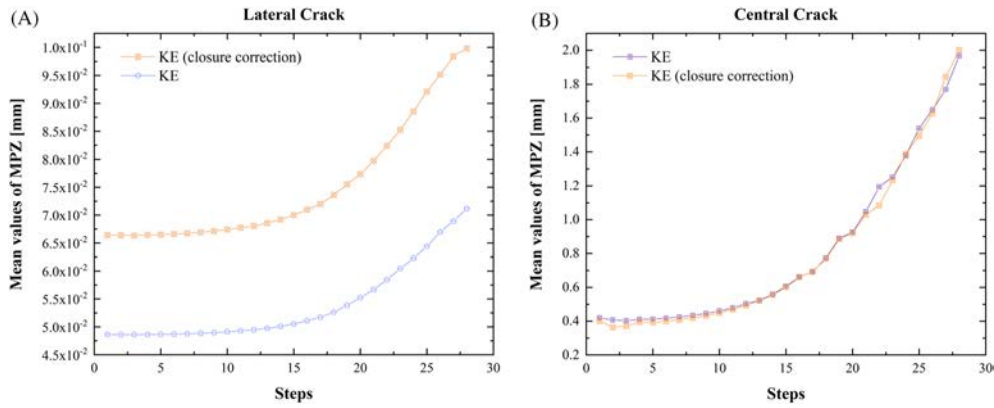 (A)
Lateral Crack
KE (closure correction)
KE
Mean values of MPZ [mm]
1.0x10⁻¹
9.5x10⁻²
9.0x10⁻²
8.5x10⁻²
8.0x10⁻²
7.5x10⁻²
7.0x10⁻²
6.5x10⁻²
6.0x10⁻²
5.5x10⁻²
5.0x10⁻²
4.5x10⁻²
0 5 10 15 20 25 30
Steps
(B)
Central Crack
KE
KE (closure correction)
Mean values of MPZ [mm]
2.0
1.8
1.6
1.4
1.2
1.0
0.8
0.6
0.4
0.2
0 5 10 15 20 25 300
Steps